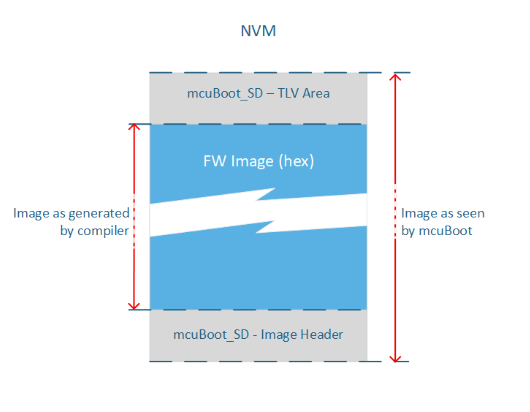 NVM
mcuBoot_SD – TLV Area
FW Image (hex)
Image as generated
by compiler
Image as seen
by mcuBoot
mcuBoot_SD - Image Header